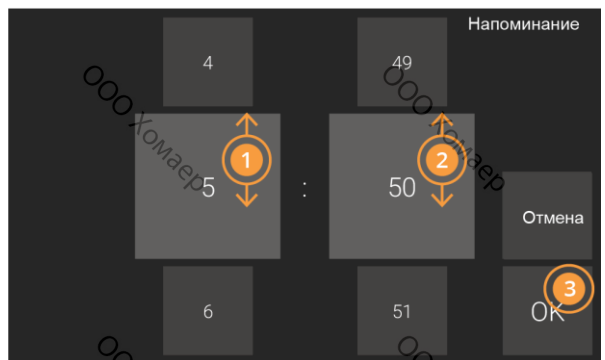 Напоминание
4 49
1 2
5 : 50
Отмена
3
6 51
OK
ООО Хомаер
ООО Хомаер